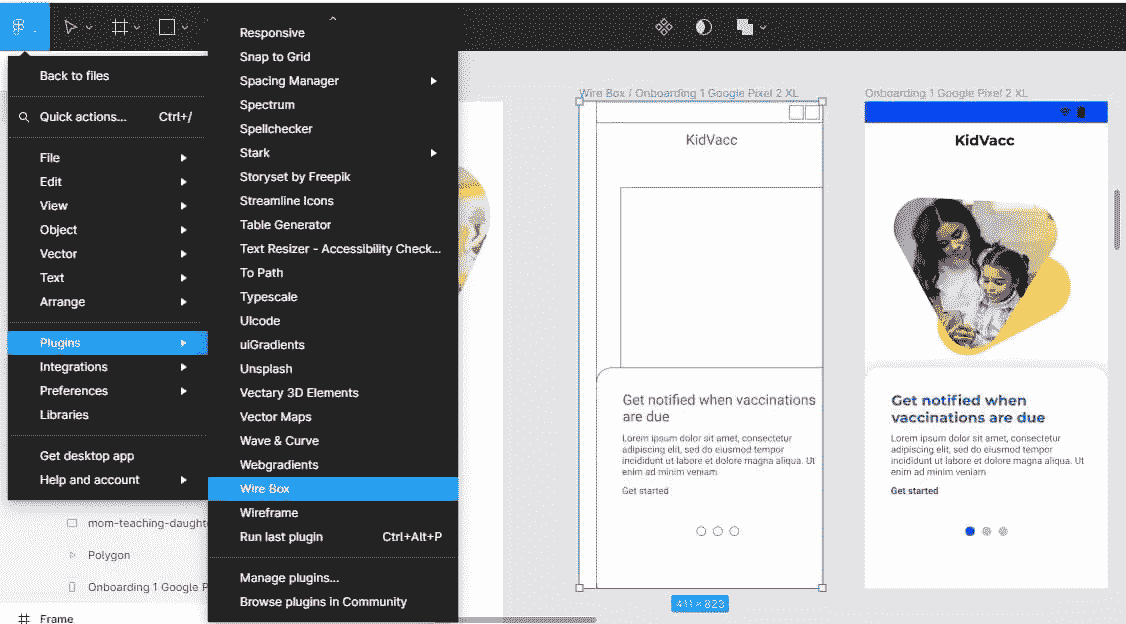 Back to files
Quick actions... Ctrl+/
File
Edit
View
Object
Vector
Text
Arrange
Plugins
Integrations
Preferences
Libraries
Get desktop app
Help and account
Responsive
Snap to Grid
Spacing Manager
Spectrum
Spellchecker
Stark
Storyset by Freepik
Streamline Icons
Table Generator
Text Resizer - Accessibility Check...
To Path
Typescale
UIcode
uiGradients
Unsplash
Vectary 3D Elements
Vector Maps
Wave & Curve
Webgradients
Wire Box
Wireframe
Run last plugin Ctrl+Alt+P
Manage plugins...
Browse plugins in Community
mom-teaching-daught
Polygon
Onboarding 1 Google P
Frame
Wire Box / Onboarding 1 Google Pixel 2 XL
KidVacc
Get notified when vaccinations
are due
Lorem ipsum dolor sit amet, consectetur
adipiscing elit, sed do eiusmod tempor
incididunt ut labore et dolore magna aliqua. Ut
enim ad minim veniam
Get started
411 × 823
Onboarding 1 Google Pixel 2 XL
KidVacc
Get notified when
vaccinations are due
Lorem ipsum dolor sit amet, consectetur
adipiscing elit, sed do eiusmod tempor
incididunt ut labore et dolore magna aliqua. Ut
enim ad minim veniam
Get started